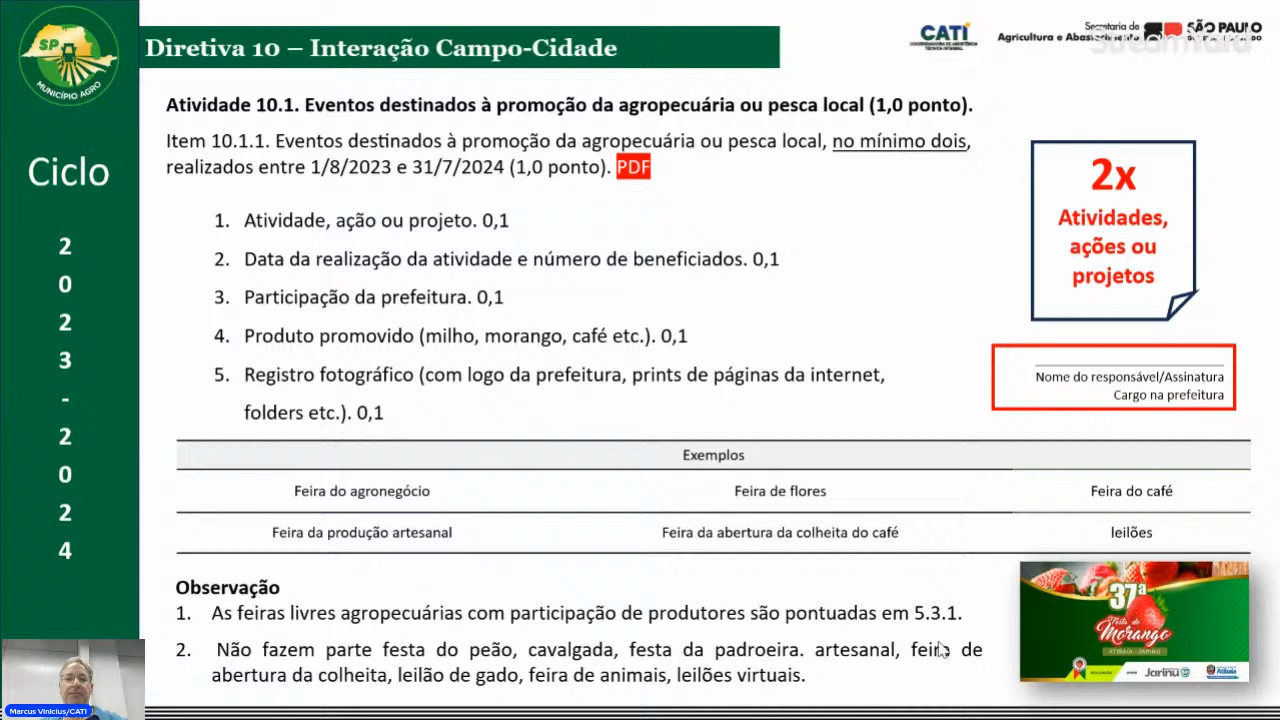 SP
MUNICÍPIO AGRO
Diretiva 10 – Interação Campo-Cidade
CATI
COORDENADORIA DE ASSISTÊNCIA
TÉCNICA INTEGRAL
Secretaria de
Agricultura e Abastecimento
SÃO PAULO
Ciclo
2
0
2
3
-
2
0
2
4
Atividade 10.1. Eventos destinados à promoção da agropecuária ou pesca local (1,0 ponto).
Item 10.1.1. Eventos destinados à promoção da agropecuária ou pesca local, no mínimo dois,
realizados entre 1/8/2023 e 31/7/2024 (1,0 ponto). PDF
1. Atividade, ação ou projeto. 0,1
2. Data da realização da atividade e número de beneficiados. 0,1
3. Participação da prefeitura. 0,1
4. Produto promovido (milho, morango, café etc.). 0,1
5. Registro fotográfico (com logo da prefeitura, prints de páginas da internet,
folders etc.). 0,1
2x
Atividades,
ações ou
projetos
Nome do responsável/Assinatura
Cargo na prefeitura
Exemplos
Feira do agronegócio Feira de flores Feira do café
Feira da produção artesanal Feira da abertura da colheita do café leilões
Observação
1. As feiras livres agropecuárias com participação de produtores são pontuadas em 5.3.1.
2. Não fazem parte festa do peão, cavalgada, festa da padroeira. artesanal, feira de
abertura da colheita, leilão de gado, feira de animais, leilões virtuais.
37ª
Festa do
Morango
ATIBAIA JARINU
Jarinu
Atibaia
Marcus Vinicius/CATI